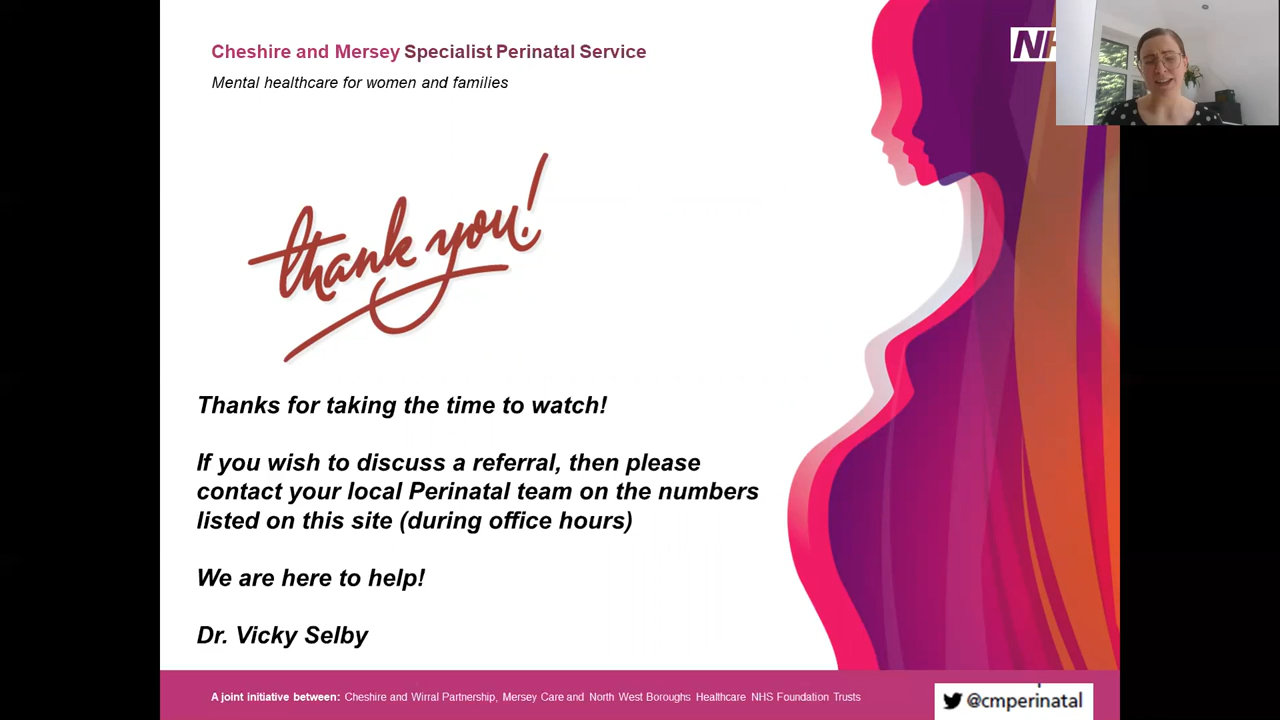 Cheshire and Mersey Specialist Perinatal Service
Mental healthcare for women and families
thank you!
Thanks for taking the time to watch!
If you wish to discuss a referral, then please
contact your local Perinatal team on the numbers
listed on this site (during office hours)
We are here to help!
Dr. Vicky Selby
A joint initiative between: Cheshire and Wirral Partnership, Mersey Care and North West Boroughs Healthcare NHS Foundation Trusts
@cmperinatal